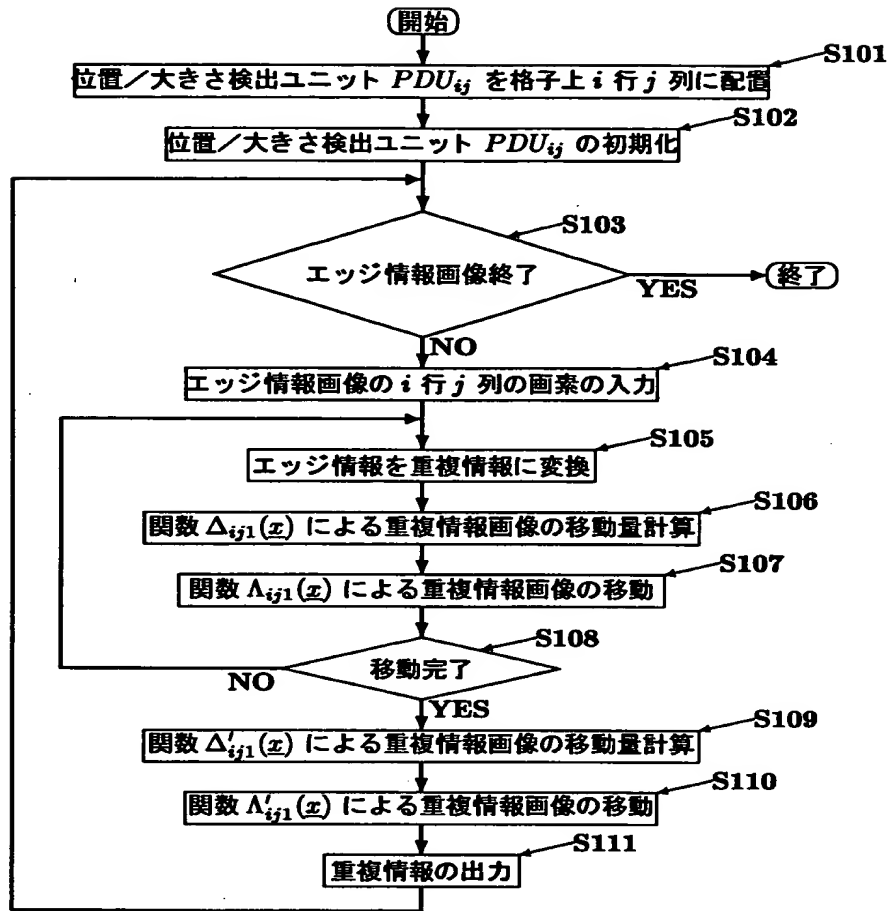 開始
S101
位置／大きさ検出ユニット PDU_{ij} を格子上 i 行 j 列に配置
S102
位置／大きさ検出ユニット PDU_{ij} の初期化
S103
エッジ情報画像終了
YES
終了
NO
S104
エッジ情報画像の i 行 j 列の画素の入力
S105
エッジ情報を重複情報に変換
S106
関数 Δ_{ij1}(x) による重複情報画像の移動量計算
S107
関数 Λ_{ij1}(x) による重複情報画像の移動
S108
移動完了
NO
YES
S109
関数 Δ'_{ij1}(x) による重複情報画像の移動量計算
S110
関数 Λ'_{ij1}(x) による重複情報画像の移動
S111
重複情報の出力